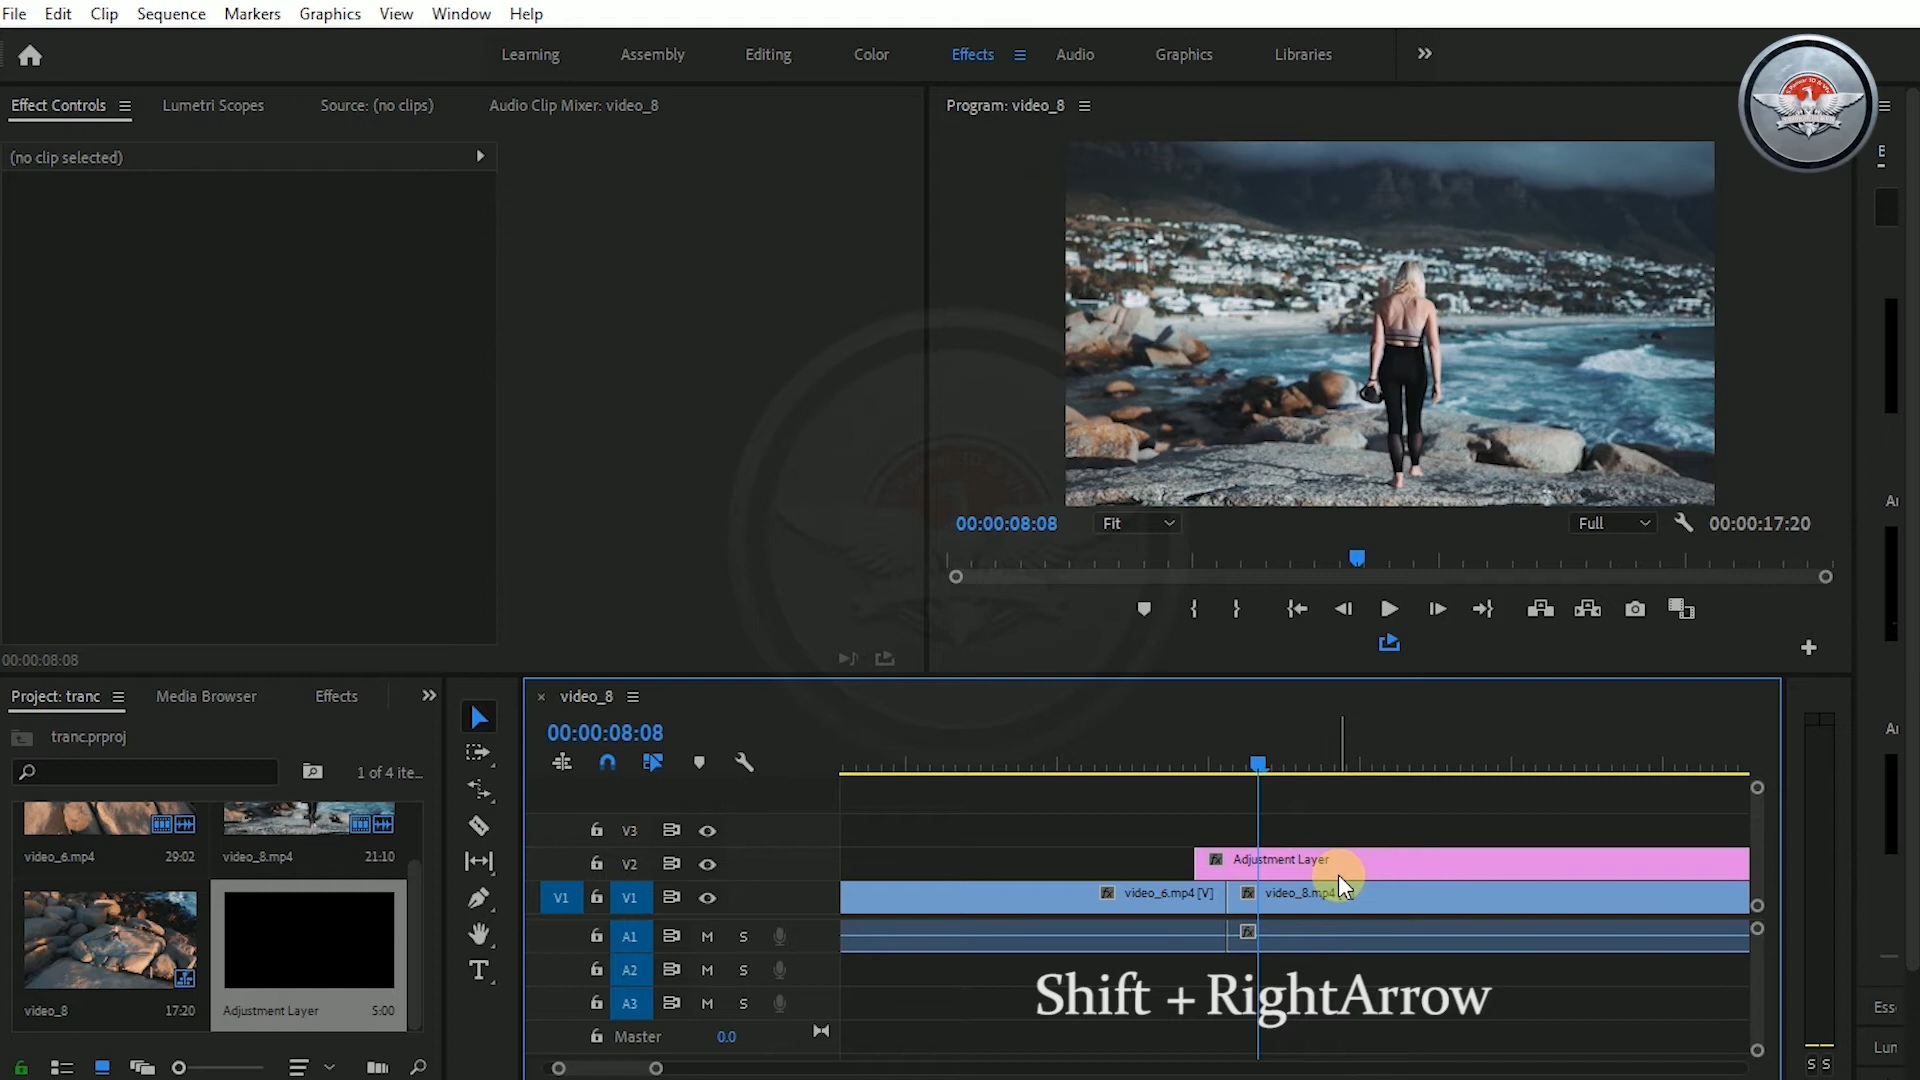 File Edit Clip Sequence Markers Graphics View Window Help
Learning Assembly Editing Color Effects Audio Graphics Libraries
Effect Controls Lumetri Scopes Source: (no clips) Audio Clip Mixer: video_8
Program: video_8
(no clip selected)
00:00:08:08 Fit Full 00:00:17:20
00:00:08:08
Project: tranc Media Browser Effects
tranc.prproj
1 of 4 ite...
video_6.mp4 29:02
video_8.mp4 21:10
video_8 17:20
Adjustment Layer 5:00
video_8
00:00:08:08
V3
V2 Adjustment Layer
V1 V1 video_6.mp4 [V] video_8.mp4
A1 M S
A2 M S
A3 M S
Master 0.0
Shift + RightArrow
S S
Ess
Lun